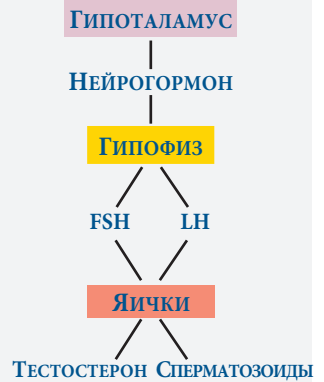 ГИПОТАЛАМУС
НЕЙРОГОРМОН
ГИПОФИЗ
FSH LH
ЯИЧКИ
ТЕСТОСТЕРОН СПЕРМАТОЗОИДЫ